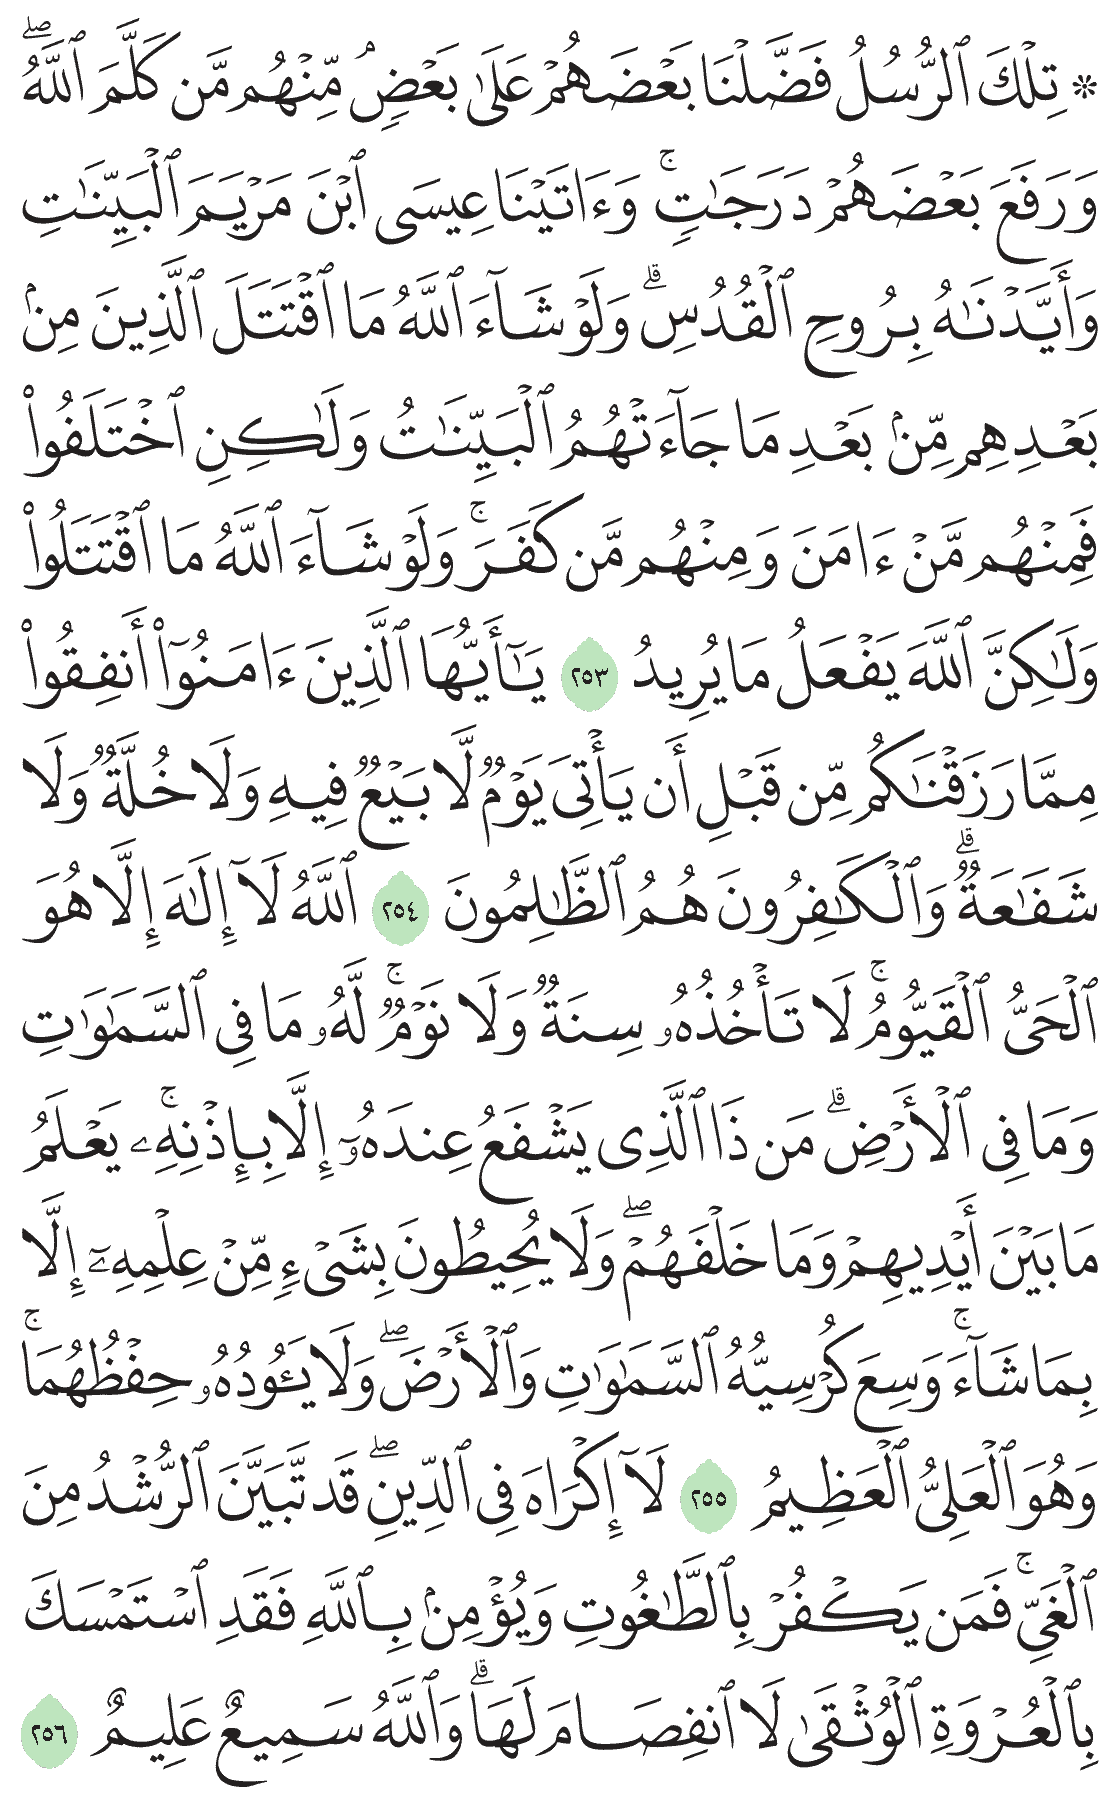 ۞ تِلۡكَ ٱلرُّسُلُ فَضَّلۡنَا بَعۡضَهُمۡ عَلَىٰ بَعۡضٖۘ مِّنۡهُم مَّن كَلَّمَ ٱللَّهُۖ
وَرَفَعَ بَعۡضَهُمۡ دَرَجَٰتٖۚ وَءَاتَيۡنَا عِيسَى ٱبۡنَ مَرۡيَمَ ٱلۡبَيِّنَٰتِ
وَأَيَّدۡنَٰهُ بِرُوحِ ٱلۡقُدُسِۗ وَلَوۡ شَآءَ ٱللَّهُ مَا ٱقۡتَتَلَ ٱلَّذِينَ مِنۢ
بَعۡدِهِم مِّنۢ بَعۡدِ مَا جَآءَتۡهُمُ ٱلۡبَيِّنَٰتُ وَلَٰكِنِ ٱخۡتَلَفُواْ
فَمِنۡهُم مَّنۡ ءَامَنَ وَمِنۡهُم مَّن كَفَرَۚ وَلَوۡ شَآءَ ٱللَّهُ مَا ٱقۡتَتَلُواْ
وَلَٰكِنَّ ٱللَّهَ يَفۡعَلُ مَا يُرِيدُ ٢٥٣ يَٰٓأَيُّهَا ٱلَّذِينَ ءَامَنُوٓاْ أَنفِقُواْ
مِمَّا رَزَقۡنَٰكُم مِّن قَبۡلِ أَن يَأۡتِيَ يَوۡمٞ لَّا بَيۡعٞ فِيهِ وَلَا خُلَّةٞ وَلَا
شَفَٰعَةٞۗ وَٱلۡكَٰفِرُونَ هُمُ ٱلظَّٰلِمُونَ ٢٥٤ ٱللَّهُ لَآ إِلَٰهَ إِلَّا هُوَ
ٱلۡحَيُّ ٱلۡقَيُّومُۚ لَا تَأۡخُذُهُۥ سِنَةٞ وَلَا نَوۡمٞۚ لَّهُۥ مَا فِي ٱلسَّمَٰوَٰتِ
وَمَا فِي ٱلۡأَرۡضِۗ مَن ذَا ٱلَّذِي يَشۡفَعُ عِندَهُۥٓ إِلَّا بِإِذۡنِهِۦۚ يَعۡلَمُ
مَا بَيۡنَ أَيۡدِيهِمۡ وَمَا خَلۡفَهُمۡۖ وَلَا يُحِيطُونَ بِشَيۡءٖ مِّنۡ عِلۡمِهِۦٓ إِلَّا
بِمَا شَآءَۚ وَسِعَ كُرۡسِيُّهُ ٱلسَّمَٰوَٰتِ وَٱلۡأَرۡضَۖ وَلَا يَـُٔودُهُۥ حِفۡظُهُمَاۚ
وَهُوَ ٱلۡعَلِيُّ ٱلۡعَظِيمُ ٢٥٥ لَآ إِكۡرَاهَ فِي ٱلدِّينِۖ قَد تَّبَيَّنَ ٱلرُّشۡدُ مِنَ
ٱلۡغَيِّۚ فَمَن يَكۡفُرۡ بِٱلطَّٰغُوتِ وَيُؤۡمِنۢ بِٱللَّهِ فَقَدِ ٱسۡتَمۡسَكَ
بِٱلۡعُرۡوَةِ ٱلۡوُثۡقَىٰ لَا ٱنفِصَامَ لَهَاۗ وَٱللَّهُ سَمِيعٌ عَلِيمٌ ٢٥٦